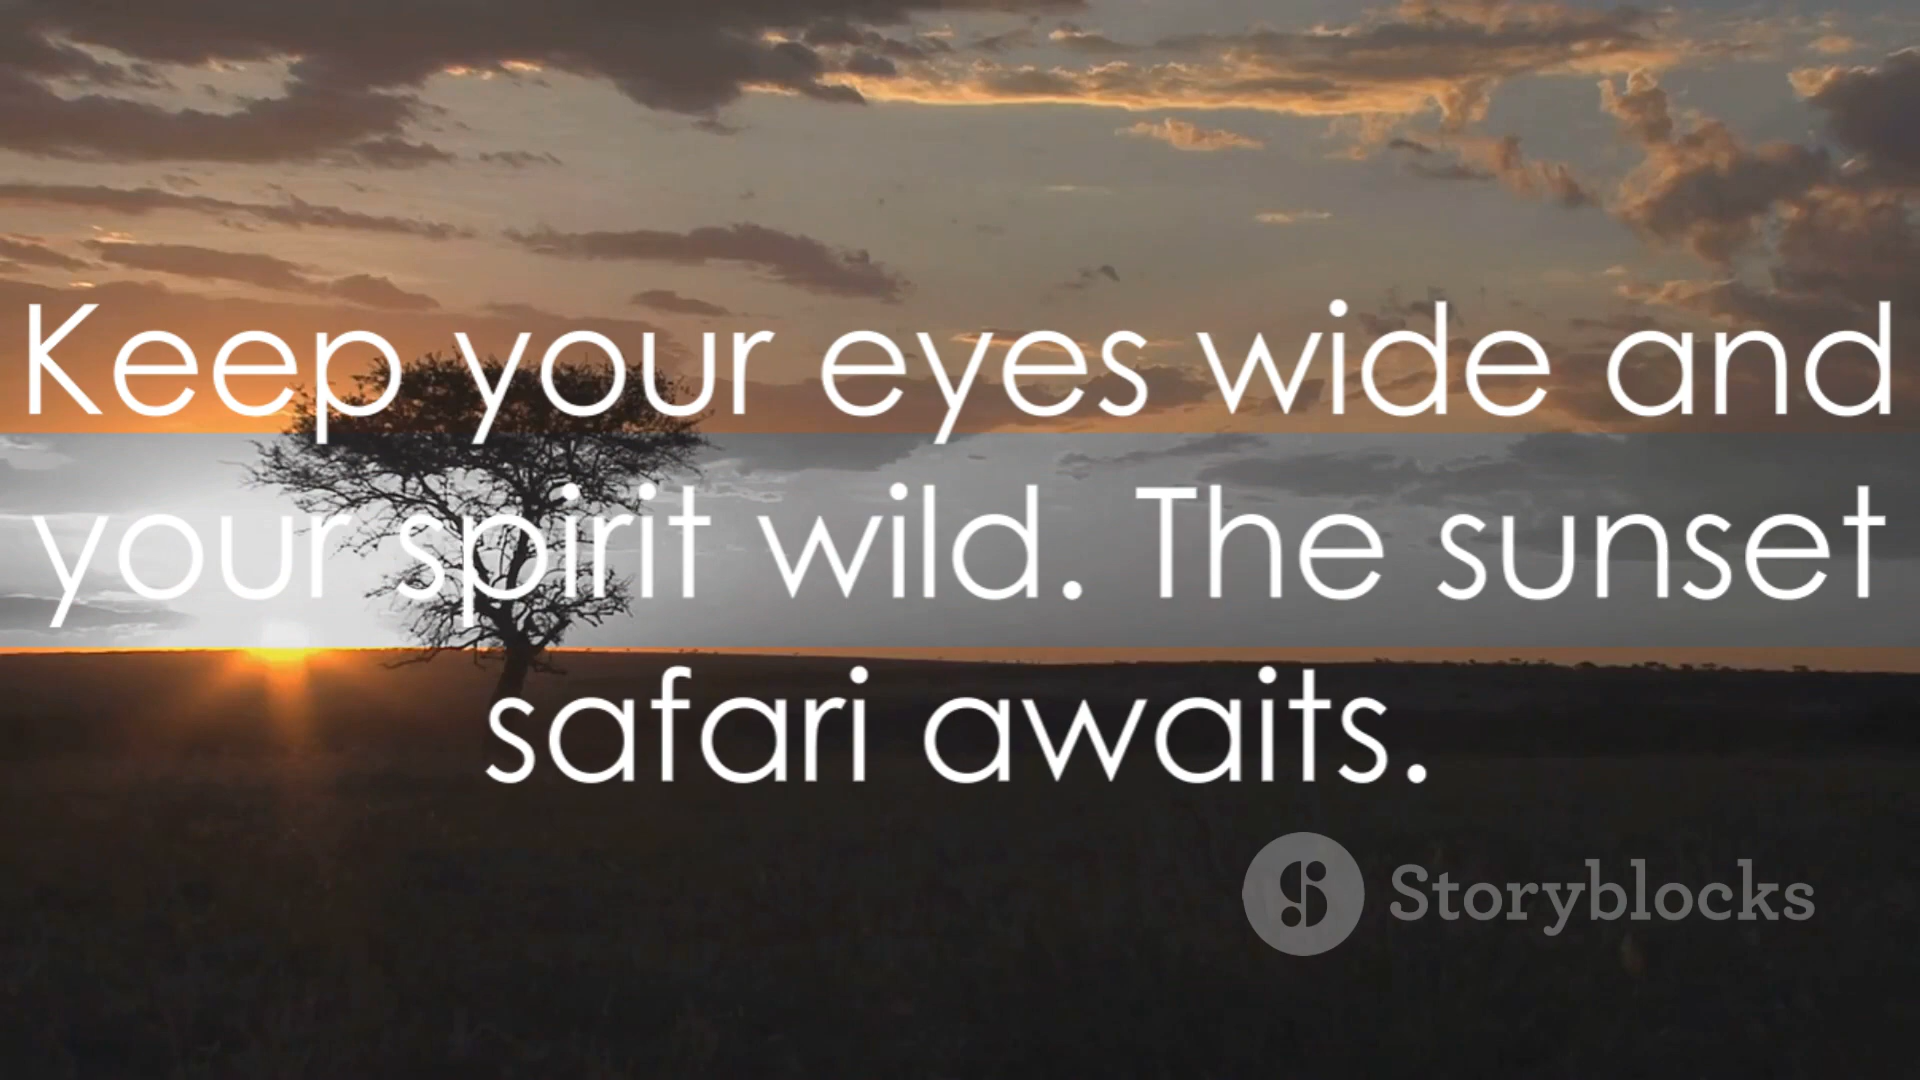 Keep your eyes wide and
your spirit wild. The sunset
safari awaits.
Storyblocks